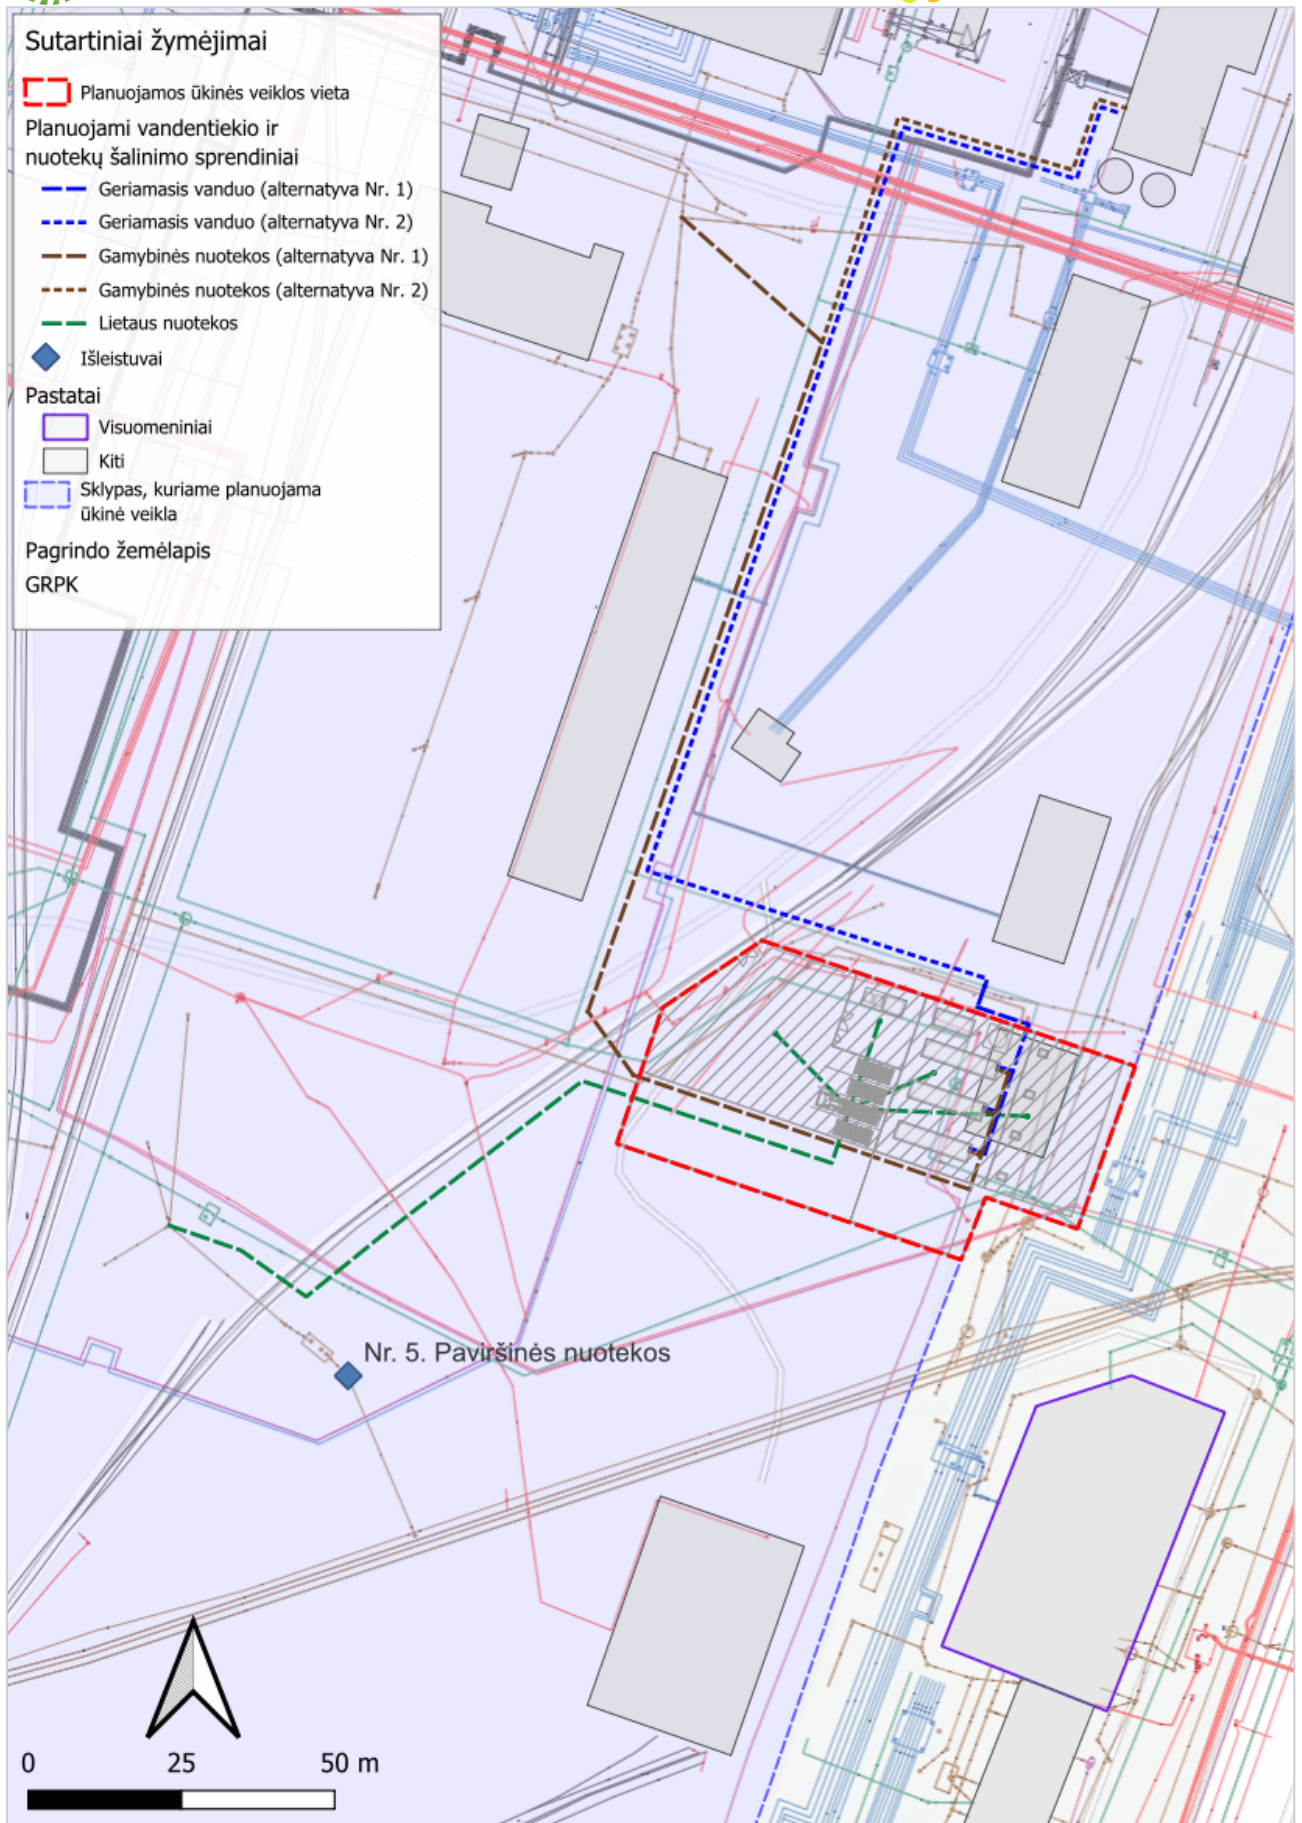 Sutartiniai žymėjimai
Planuojamos ūkinės veiklos vieta
Planuojami vandentiekio ir
nuotekų šalinimo sprendiniai
Geriamasis vanduo (alternatyva Nr. 1)
Geriamasis vanduo (alternatyva Nr. 2)
Gamybinės nuotekos (alternatyva Nr. 1)
Gamybinės nuotekos (alternatyva Nr. 2)
Lietaus nuotekos
Išleistuvai
Pastatai
Visuomeniniai
Kiti
Sklypas, kuriame planuojama
ūkinė veikla
Pagrindo žemėlapis
GRPK
Nr. 5. Paviršinės nuotekos
0 25 50 m